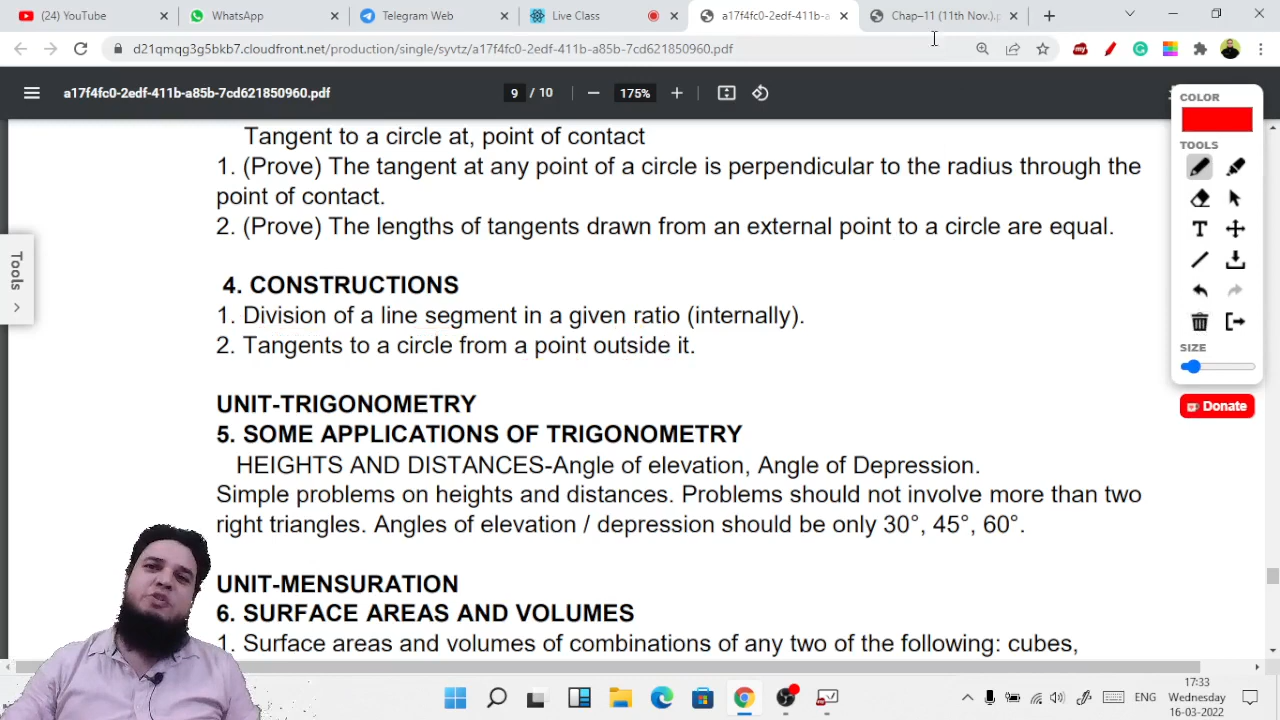 (24) YouTube
WhatsApp
Telegram Web
Live Class
a17f4fc0-2edf-411b-a
Chap–11 (11th Nov.).p
d21qmqg3g5bkb7.cloudfront.net/production/single/pvtz/a17f4fc0-2edf-411b-a85b-7cd621850960.pdf
a17f4fc0-2edf-411b-a85b-7cd621850960.pdf
9 / 10
175%
COLOR
TOOLS
SIZE
Donate
Tools
Tangent to a circle at, point of contact
1. (Prove) The tangent at any point of a circle is perpendicular to the radius through the
point of contact.
2. (Prove) The lengths of tangents drawn from an external point to a circle are equal.
4. CONSTRUCTIONS
1. Division of a line segment in a given ratio (internally).
2. Tangents to a circle from a point outside it.
UNIT-TRIGONOMETRY
5. SOME APPLICATIONS OF TRIGONOMETRY
HEIGHTS AND DISTANCES-Angle of elevation, Angle of Depression.
Simple problems on heights and distances. Problems should not involve more than two
right triangles. Angles of elevation / depression should be only 30°, 45°, 60°.
UNIT-MENSURATION
6. SURFACE AREAS AND VOLUMES
1. Surface areas and volumes of combinations of any two of the following: cubes,
ENG
17:33
Wednesday
16-03-2022